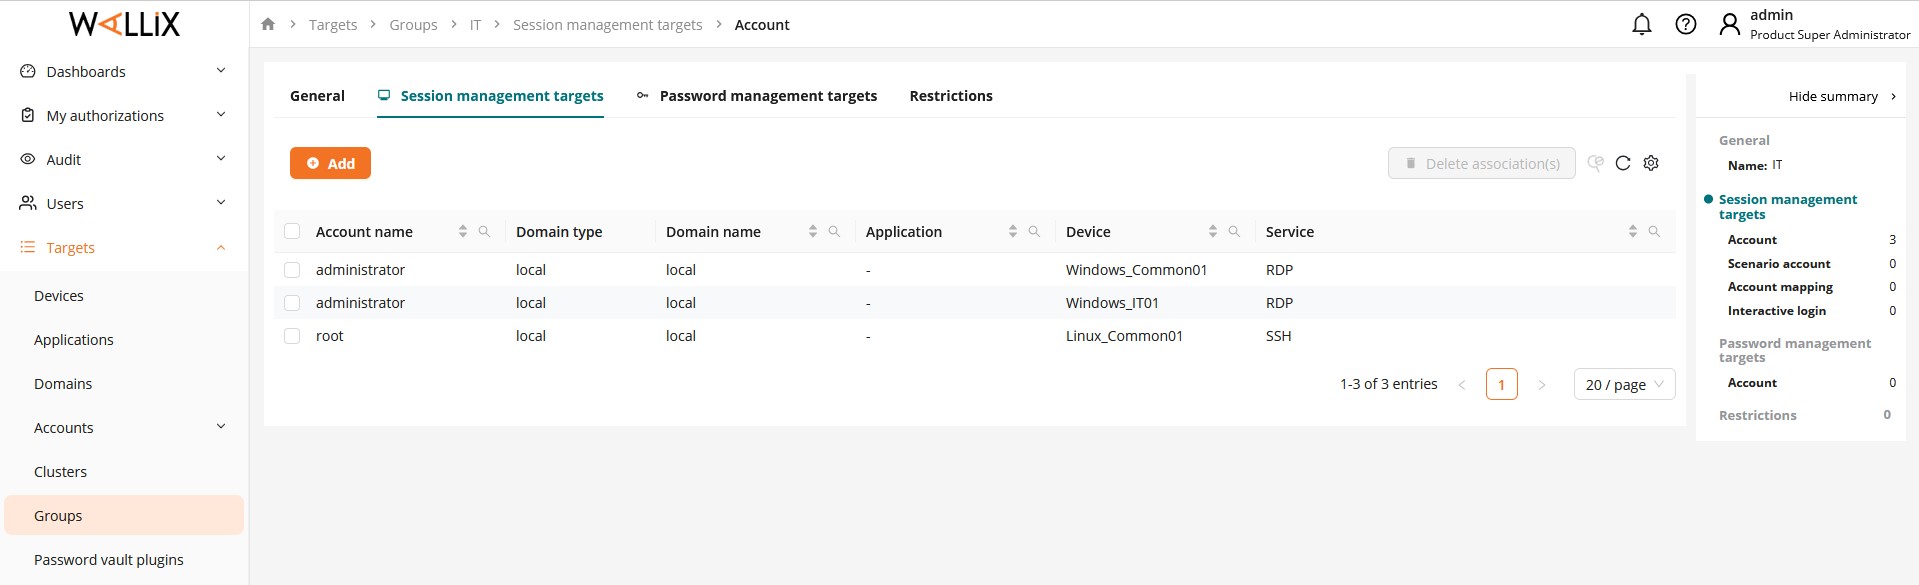 WALLIX
Targets > Groups > IT > Session management targets > Account
admin
Product Super Administrator
Dashboards
My authorizations
Audit
Users
Targets
Devices
Applications
Domains
Accounts
Clusters
Groups
Password vault plugins
General Session management targets Password management targets Restrictions
Add
Delete association(s)
Account name Domain type Domain name Application Device Service
administrator local local - Windows_Common01 RDP
administrator local local - Windows_IT01 RDP
root local local - Linux_Common01 SSH
1-3 of 3 entries < 1 > 20 / page
Hide summary >
General
Name: IT
Session management
targets
Account 3
Scenario account 0
Account mapping 0
Interactive login 0
Password management
targets
Account 0
Restrictions 0